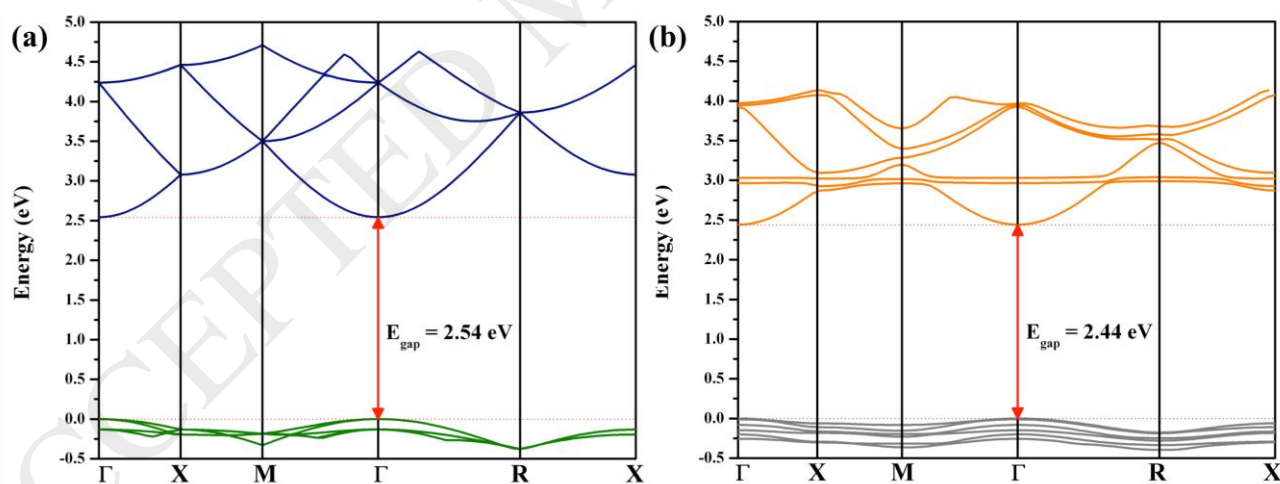 CCEPTED M
(a)
Energy (eV)
5.0
4.5
4.0
3.5
3.0
2.5
2.0
1.5
1.0
0.5
0.0
-0.5
E_gap = 2.54 eV
Γ X M Γ R X
(b)
Energy (eV)
5.0
4.5
4.0
3.5
3.0
2.5
2.0
1.5
1.0
0.5
0.0
-0.5
E_gap = 2.44 eV
Γ X M Γ R X